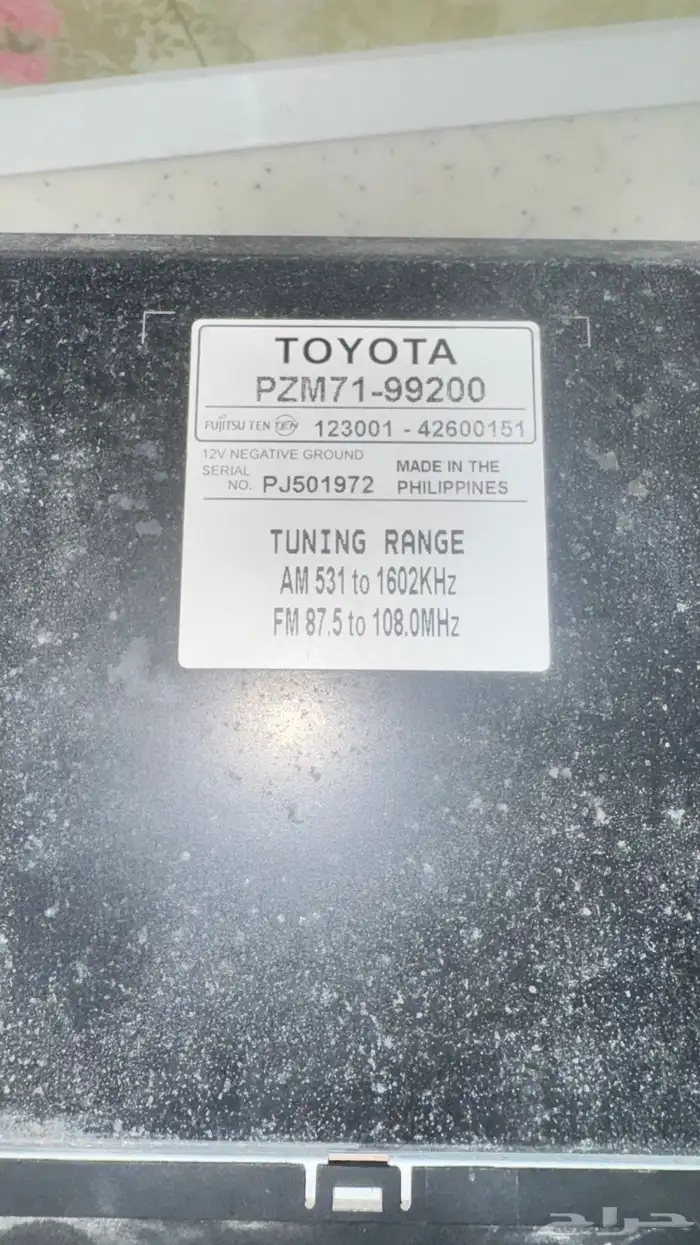 TOYOTA
PZM71-99200
FUJITSU TEN TEN 123001 - 42600151
12V NEGATIVE GROUND
SERIAL NO. PJ501972
MADE IN THE PHILIPPINES
TUNING RANGE
AM 531 to 1602KHz
FM 87.5 to 108.0MHz
حراج